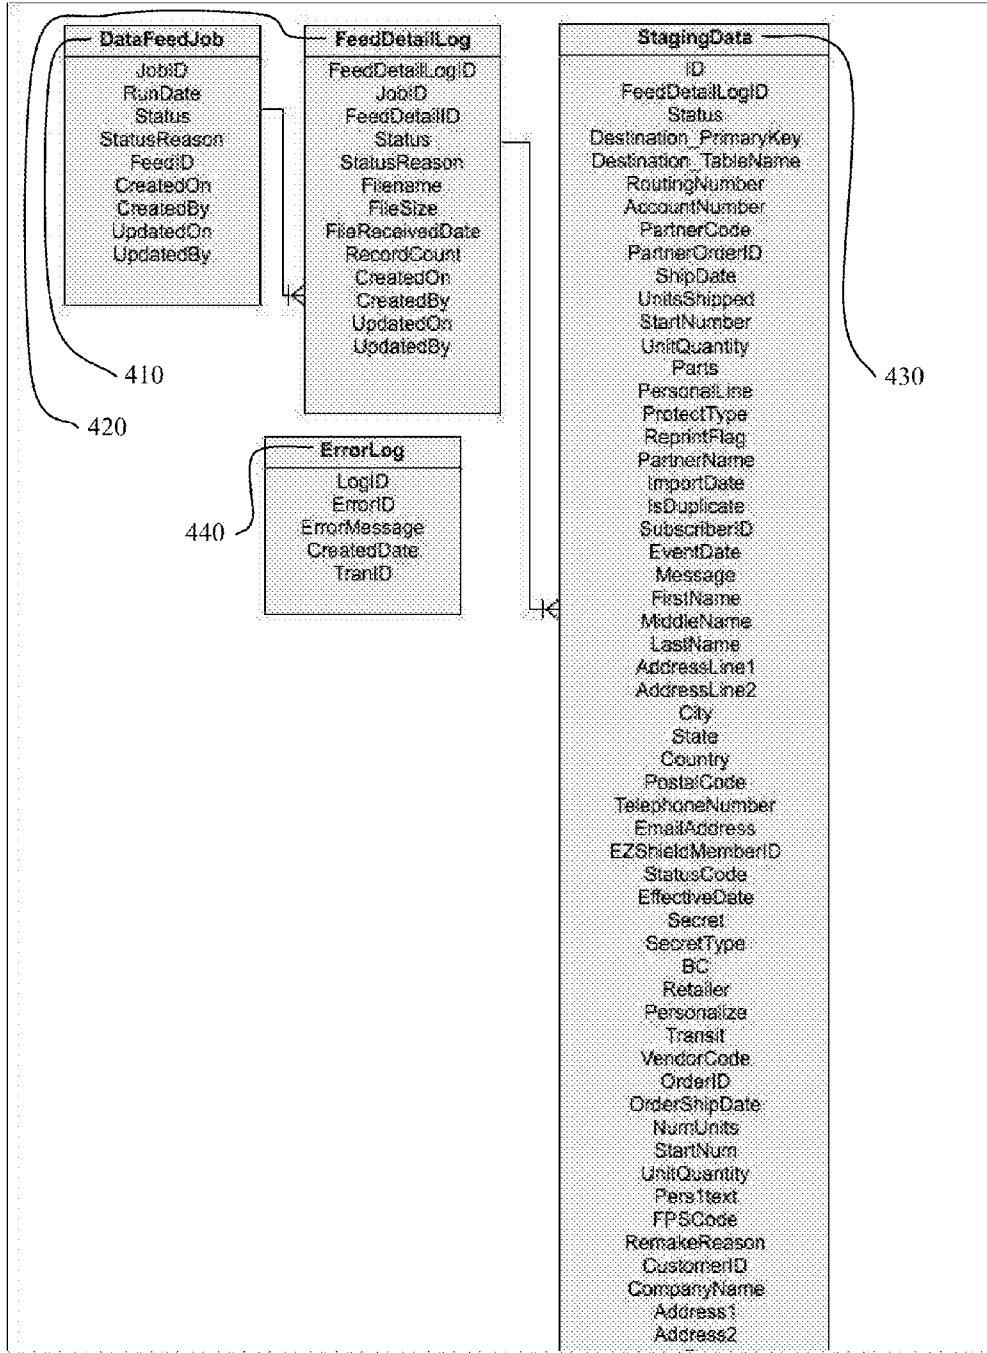 DataFeedJob
JobID
RunDate
Status
StatusReason
FeedID
CreatedOn
CreatedBy
UpdatedOn
UpdatedBy
FeedDetailLog
FeedDetailLogID
JobID
FeedDetailID
Status
StatusReason
Filename
FileSize
FileReceivedDate
RecordCount
CreatedOn
CreatedBy
UpdatedOn
UpdatedBy
410
420
ErrorLog
LogID
ErrorID
ErrorMessage
CreatedDate
TranID
440
StagingData
ID
FeedDetailLogID
Status
Destination_PrimaryKey
Destination_TableName
RoutingNumber
AccountNumber
PartnerCode
PartnerOrderID
ShipDate
UnitsShipped
StartNumber
UnitQuantity
Parts
PersonalLine
ProtectType
ReprintFlag
PartnerName
ImportDate
IsDuplicate
SubscriberID
EventDate
Message
FirstName
MiddleName
LastName
AddressLine1
AddressLine2
City
State
Country
PostalCode
TelephoneNumber
EmailAddress
EZShieldMemberID
StatusCode
EffectiveDate
Secret
SecretType
BC
Retailer
Personalize
Transit
VendorCode
OrderID
OrderShipDate
NumUnits
StartNum
UnitQuantity
Pers1text
FPSCode
RemakeReason
CustomerID
CompanyName
Address1
Address2
430